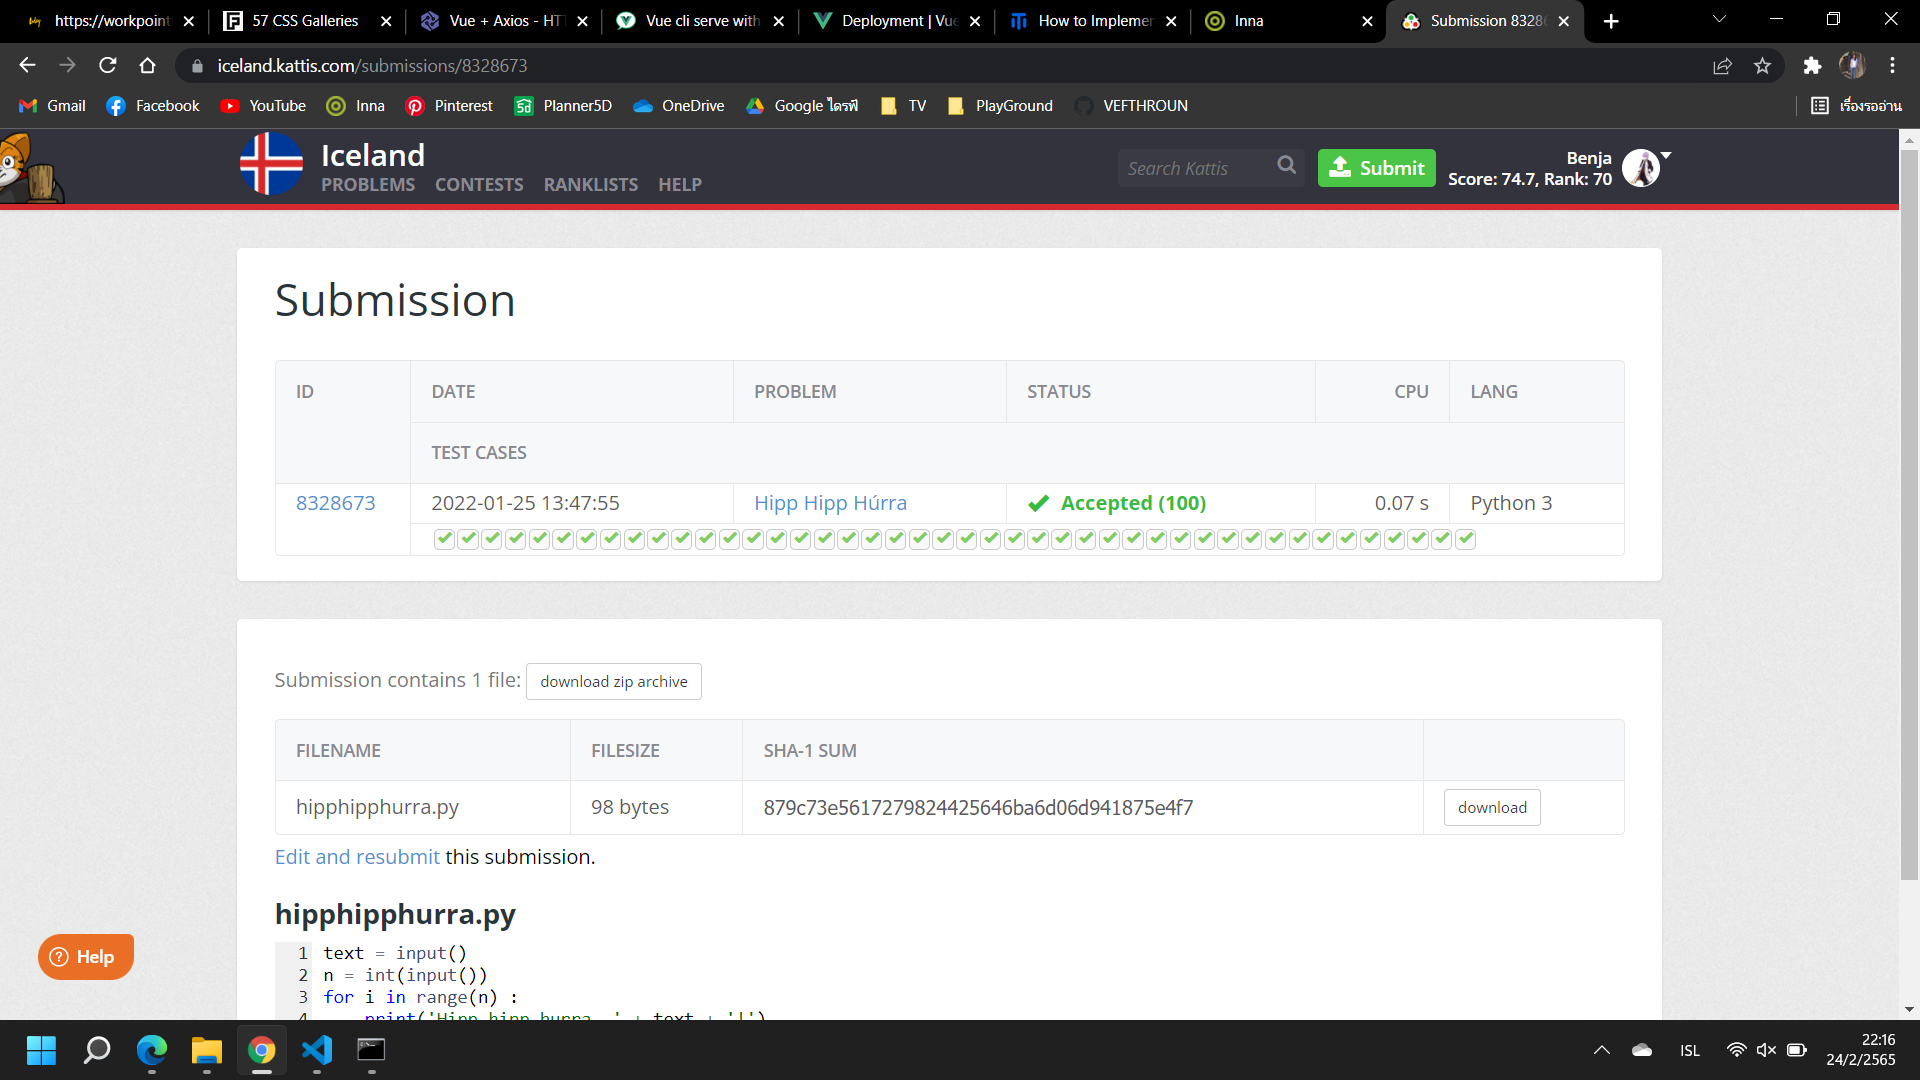 https://workpoint
57 CSS Galleries
Vue + Axios - HT
Vue cli serve with
Deployment | Vue
How to Implemen
Inna
Submission 8328
iceland.kattis.com/submissions/8328673
Gmail
Facebook
YouTube
Inna
Pinterest
Planner5D
OneDrive
Google ไดรฟ์
TV
PlayGround
VEFTHROUN
เรื่องรออ่าน
Iceland
PROBLEMS CONTESTS RANKLISTS HELP
Search Kattis
Submit
Benja
Score: 74.7, Rank: 70
Submission
ID DATE PROBLEM STATUS CPU LANG
TEST CASES
8328673 2022-01-25 13:47:55 Hipp Hipp Húrra Accepted (100) 0.07 s Python 3
Submission contains 1 file: download zip archive
FILENAME FILESIZE SHA-1 SUM
hipphipphurra.py 98 bytes 879c73e5617279824425646ba6d06d941875e4f7 download
Edit and resubmit this submission.
hipphipphurra.py
1 text = input()
2 n = int(input())
3 for i in range(n) :
4 print('Hipp hipp hurra, ' + text + '!')
Help
ISL
22:16
24/2/2565